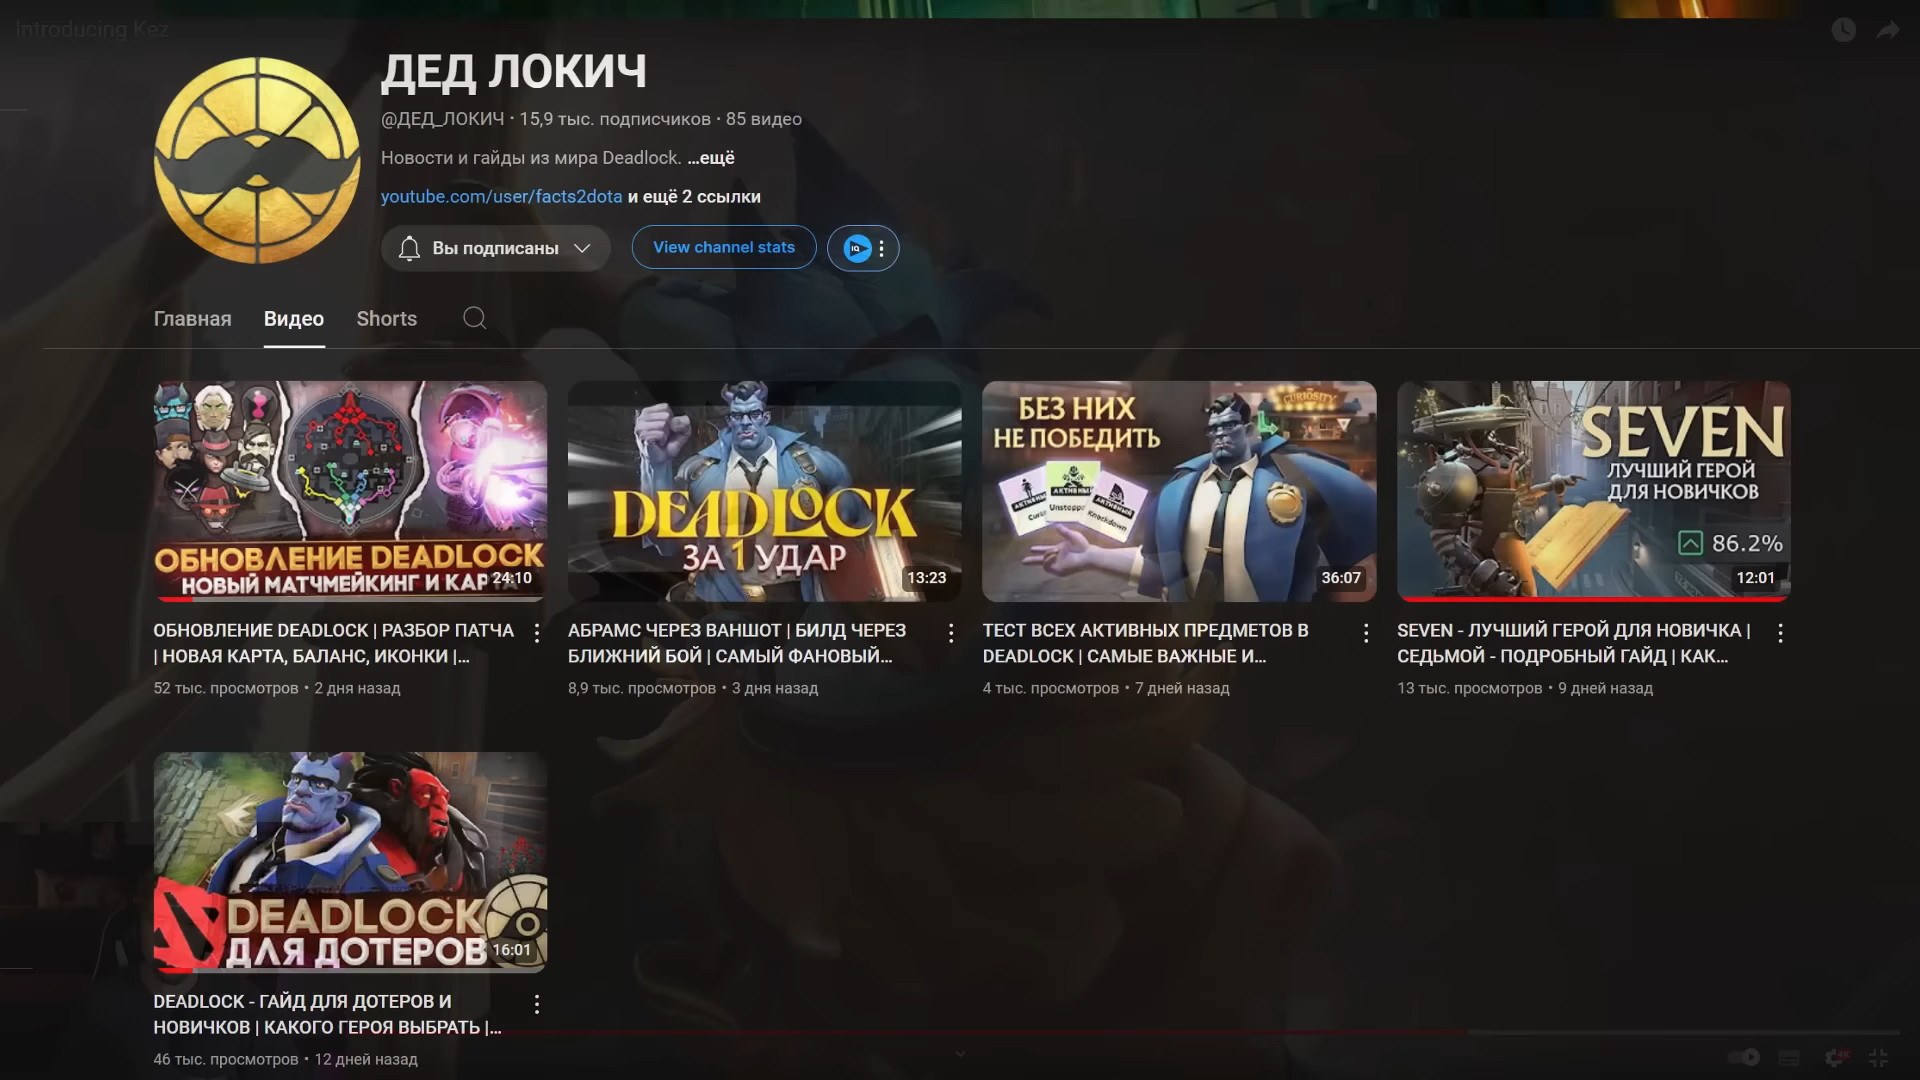 Introducing Kez
ДЕД ЛОКИЧ
@ДЕД_ЛОКИЧ · 15,9 тыс. подписчиков · 85 видео
Новости и гайды из мира Deadlock. ...ещё
youtube.com/user/facts2dota и ещё 2 ссылки
Вы подписаны
View channel stats
IQ
Главная
Видео
Shorts
ОБНОВЛЕНИЕ DEADLOCK
НОВЫЙ МАТЧМЕЙКИНГ И КАРТА
24:10
ОБНОВЛЕНИЕ DEADLOCK | РАЗБОР ПАТЧА
| НОВАЯ КАРТА, БАЛАНС, ИКОНКИ |...
52 тыс. просмотров · 2 дня назад
DEADLOCK
ЗА 1 УДАР
13:23
АБРАМС ЧЕРЕЗ ВАНШОТ | БИЛД ЧЕРЕЗ
БЛИЖНИЙ БОЙ | САМЫЙ ФАНОВЫЙ...
8,9 тыс. просмотров · 3 дня назад
CURIOSITY
БЕЗ НИХ
НЕ ПОБЕДИТЬ
36:07
ТЕСТ ВСЕХ АКТИВНЫХ ПРЕДМЕТОВ В
DEADLOCK | САМЫЕ ВАЖНЫЕ И...
4 тыс. просмотров · 7 дней назад
SEVEN
ЛУЧШИЙ ГЕРОЙ
ДЛЯ НОВИЧКОВ
86.2%
12:01
SEVEN - ЛУЧШИЙ ГЕРОЙ ДЛЯ НОВИЧКА |
СЕДЬМОЙ - ПОДРОБНЫЙ ГАЙД | КАК...
13 тыс. просмотров · 9 дней назад
DEADLOCK
ДЛЯ ДОТЕРОВ
16:01
DEADLOCK - ГАЙД ДЛЯ ДОТЕРОВ И
НОВИЧКОВ | КАКОГО ГЕРОЯ ВЫБРАТЬ |...
46 тыс. просмотров · 12 дней назад
4K